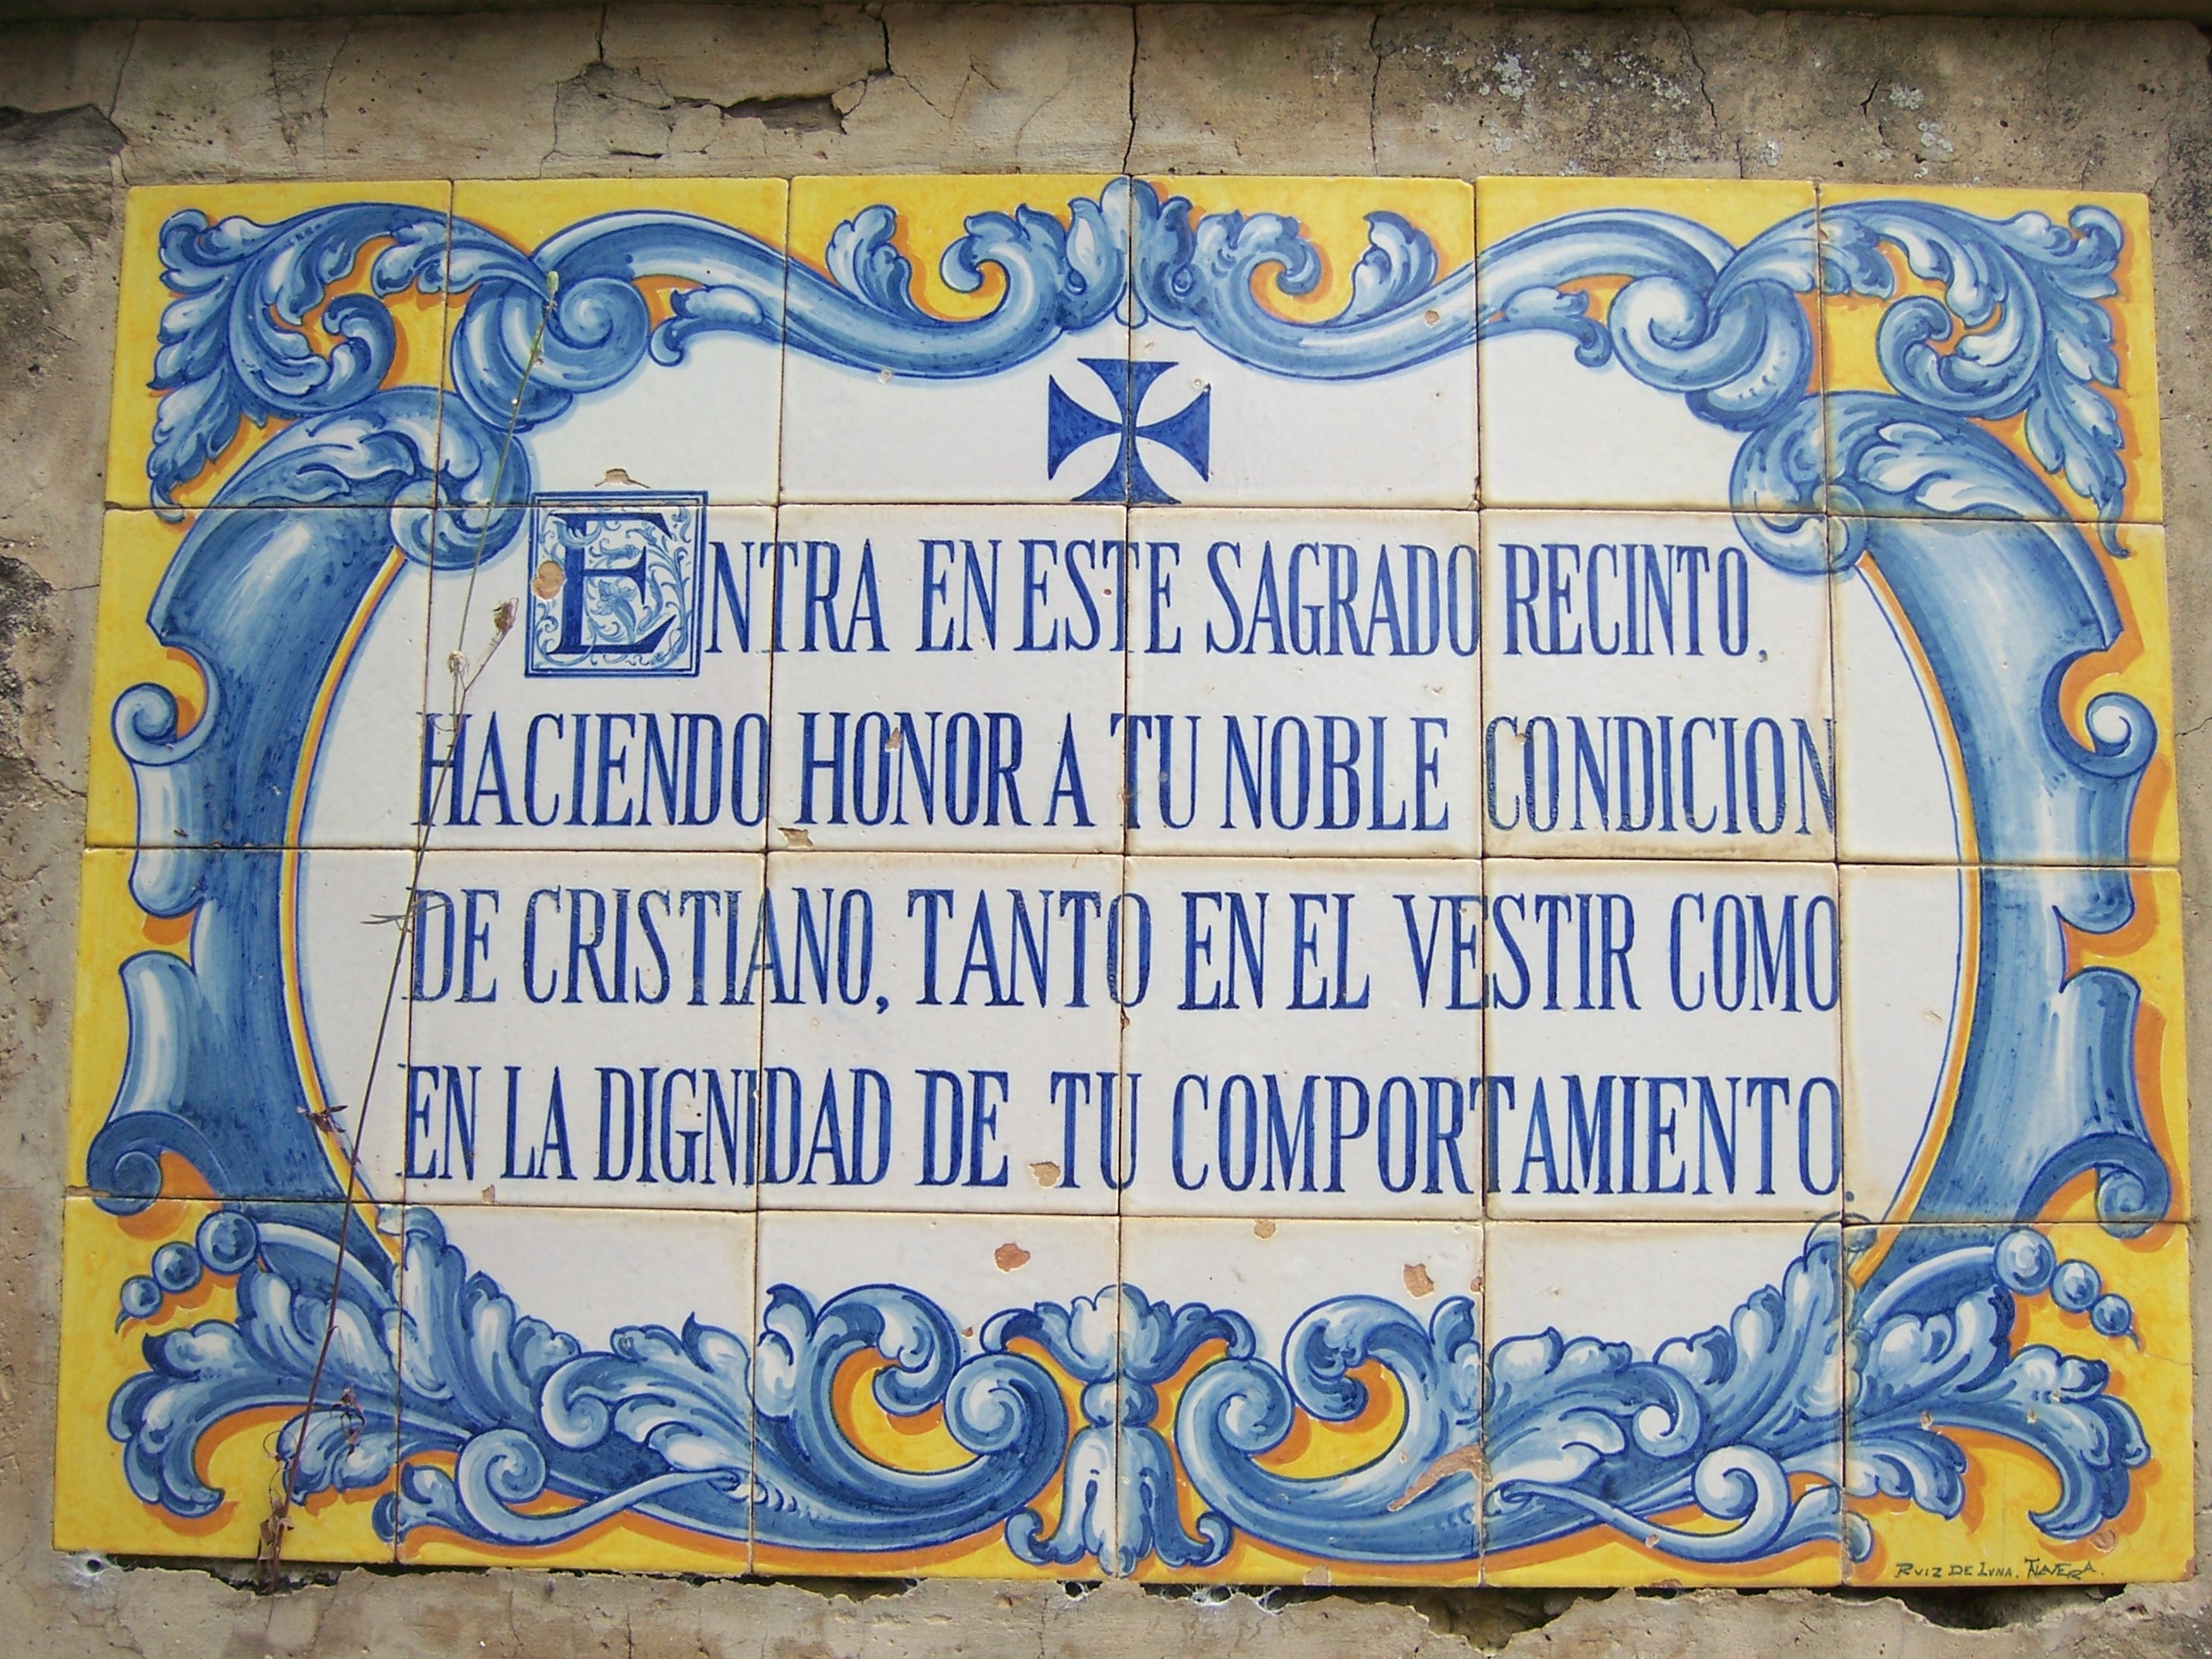 ENTRA EN ESTE SAGRADO RECINTO,
HACIENDO HONOR A TU NOBLE CONDICION
DE CRISTIANO, TANTO EN EL VESTIR COMO
EN LA DIGNIDAD DE TU COMPORTAMIENTO.
RUIZ DE LUNA. TLAVERA.